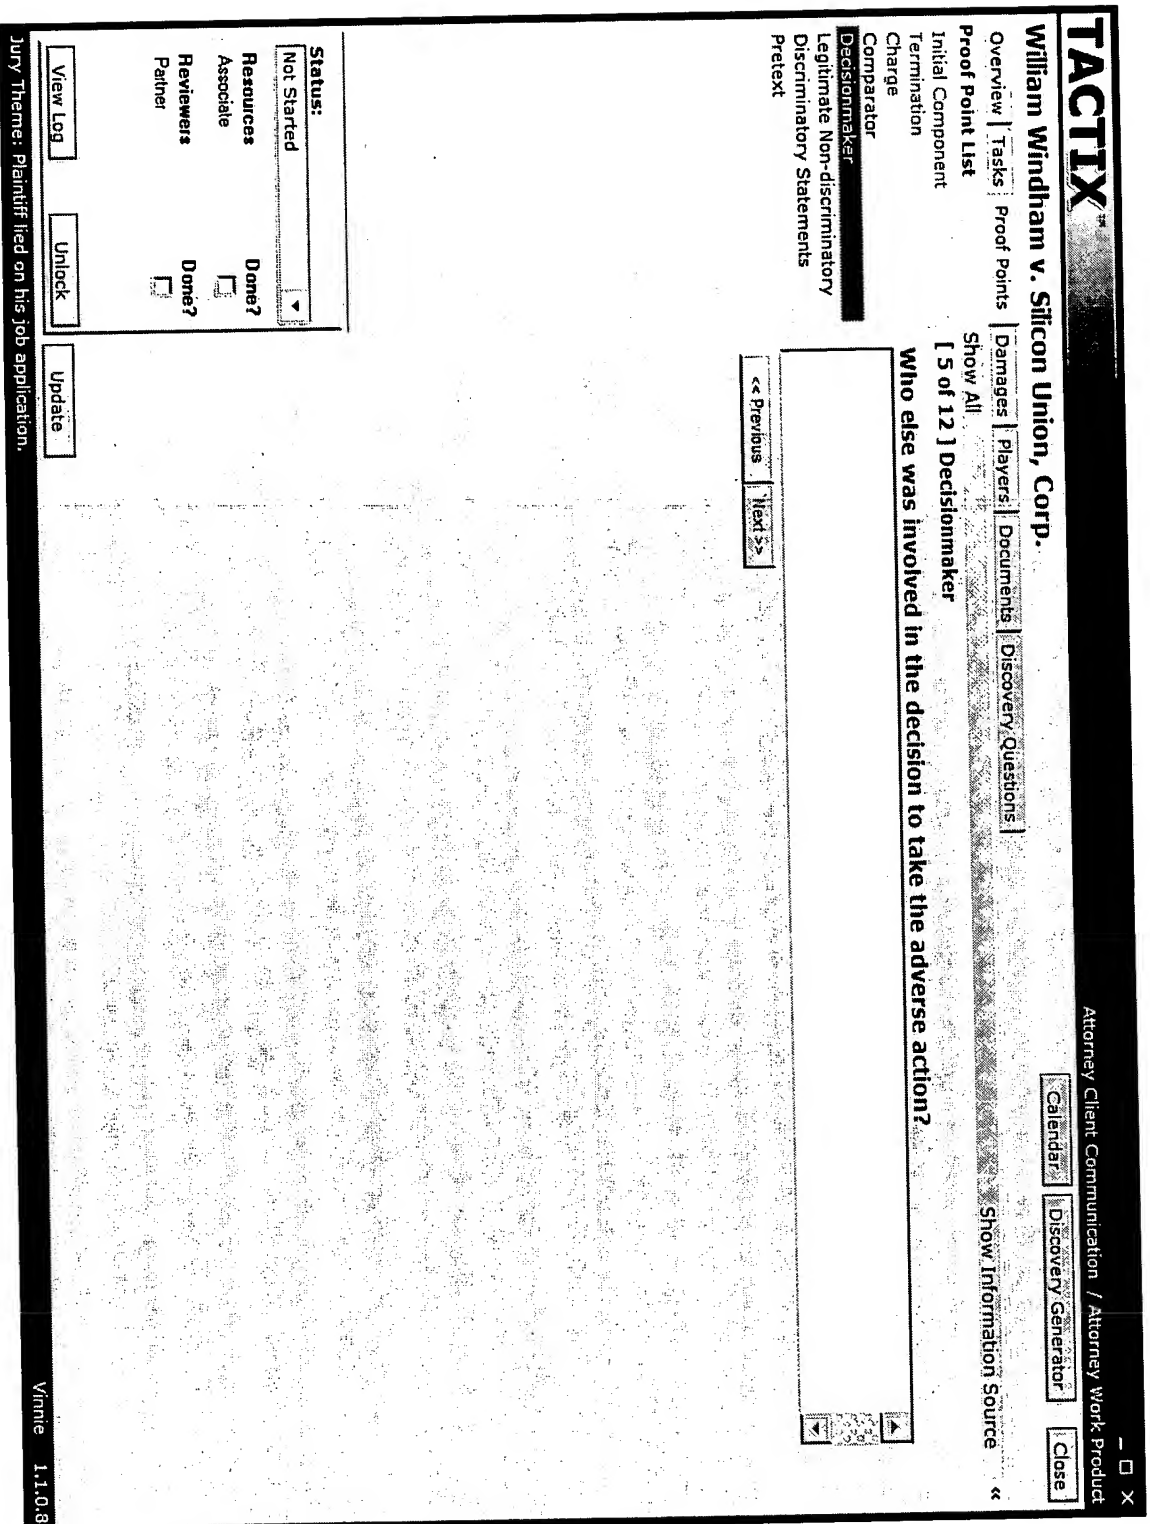 Attorney Client Communication / Attorney Work Product
TACTIX™
William Windham v. Silicon Union, Corp.
Calendar Discovery Generator Close
Overview Tasks Proof Points Damages Players Documents Discovery Questions
Proof Point List
Show All
Show Information Source «
Initial Component
Termination
Charge
Comparator
Decisionmaker
Legitimate Non-discriminatory
Discriminatory Statements
Pretext
[ 5 of 12 ] Decisionmaker
Who else was involved in the decision to take the adverse action?
<< Previous Next >>
Status:
Not Started
Resources Done?
Associate
Reviewers Done?
Partner
View Log Unlock Update
Jury Theme: Plaintiff lied on his job application.
Vinnie 1.1.0.8